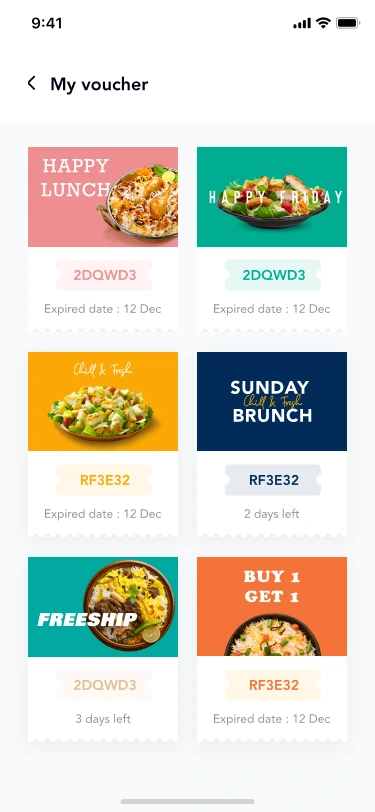 9:41
My voucher
HAPPY
LUNCH
2DQWD3
Expired date : 12 Dec
HAPPY FRIDAY
2DQWD3
Expired date : 12 Dec
Chill & Fresh
RF3E32
Expired date : 12 Dec
SUNDAY
Chill & Fresh
BRUNCH
RF3E32
2 days left
FREESHIP
2DQWD3
3 days left
BUY 1
GET 1
RF3E32
Expired date : 12 Dec